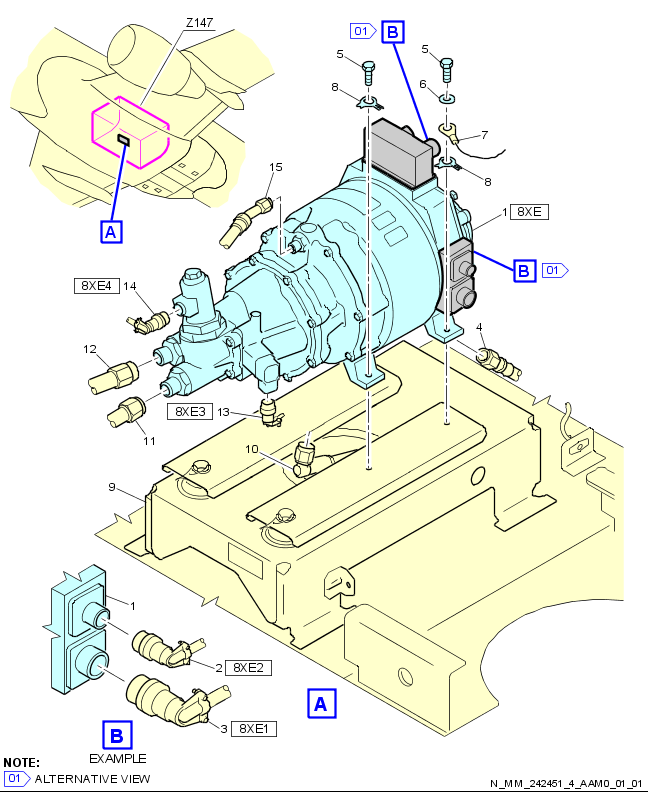 Z147
01 B
5
5
8
6
7
8
15
1 8XE
A
B 01
8XE4 14
4
12
8XE3 13
11
10
9
1
2 8XE2
3 8XE1
A
B
EXAMPLE
NOTE:
01 ALTERNATIVE VIEW
N_MM_242451_4_AAM0_01_01